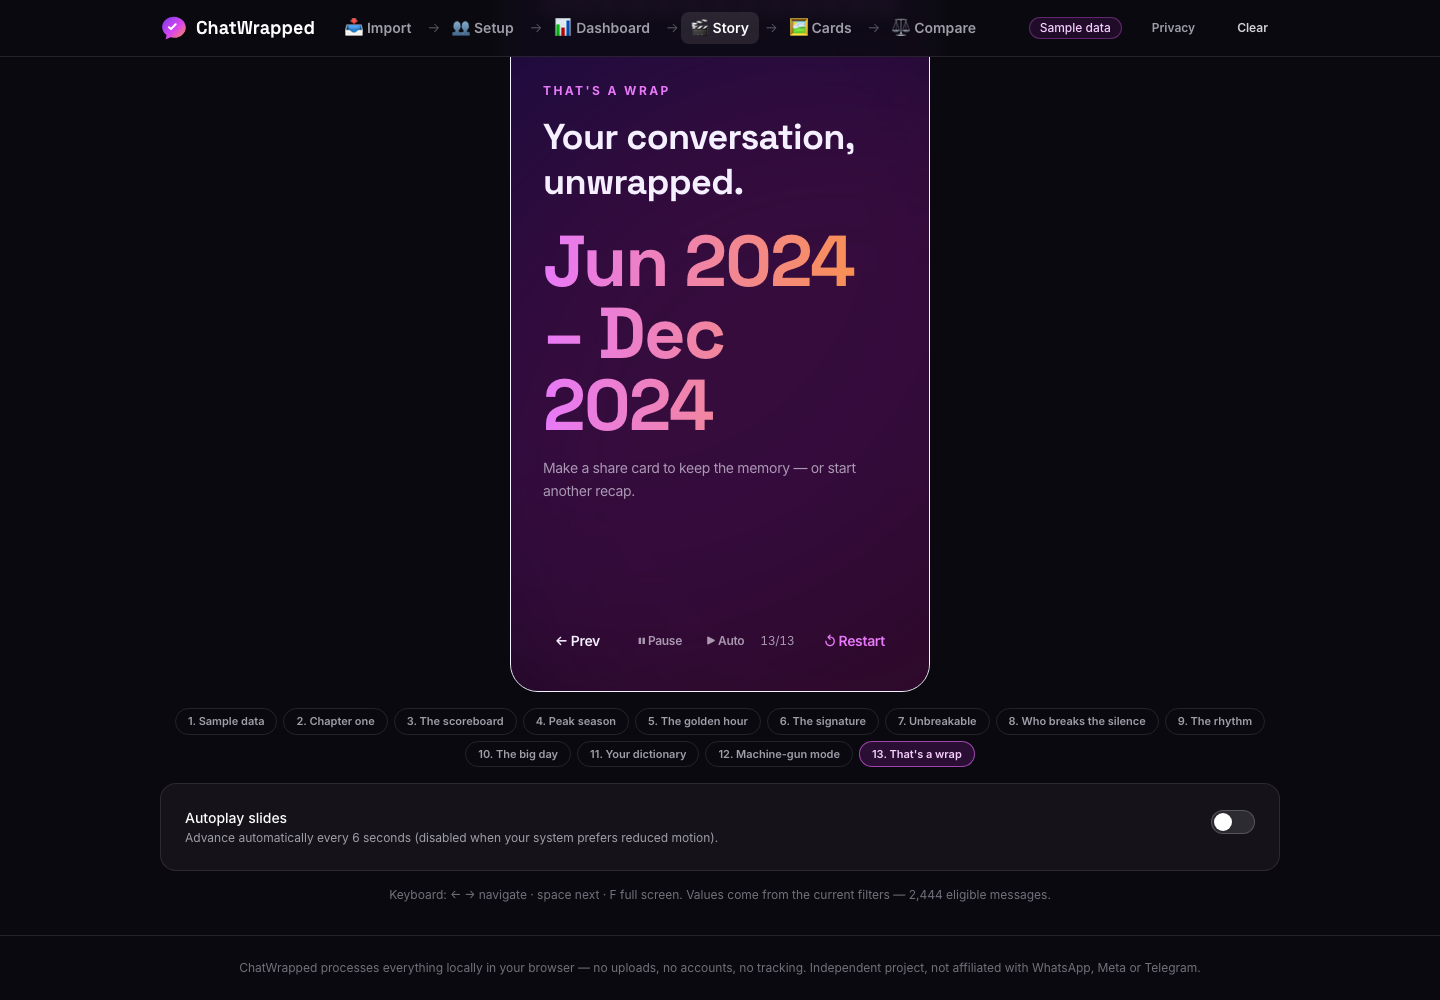 ChatWrapped
📥 Import → 👥 Setup → 📊 Dashboard → 🎬 Story → 🖼️ Cards → ⚖️ Compare
Sample data Privacy Clear
THAT'S A WRAP
Your conversation,
unwrapped.
Jun 2024
– Dec
2024
Make a share card to keep the memory — or start
another recap.
← Prev ⏸ Pause ▶ Auto 13/13 ↺ Restart
1. Sample data 2. Chapter one 3. The scoreboard 4. Peak season 5. The golden hour 6. The signature 7. Unbreakable 8. Who breaks the silence 9. The rhythm
10. The big day 11. Your dictionary 12. Machine-gun mode 13. That's a wrap
Autoplay slides
Advance automatically every 6 seconds (disabled when your system prefers reduced motion).
Keyboard: ← → navigate · space next · F full screen. Values come from the current filters — 2,444 eligible messages.
ChatWrapped processes everything locally in your browser — no uploads, no accounts, no tracking. Independent project, not affiliated with WhatsApp, Meta or Telegram.